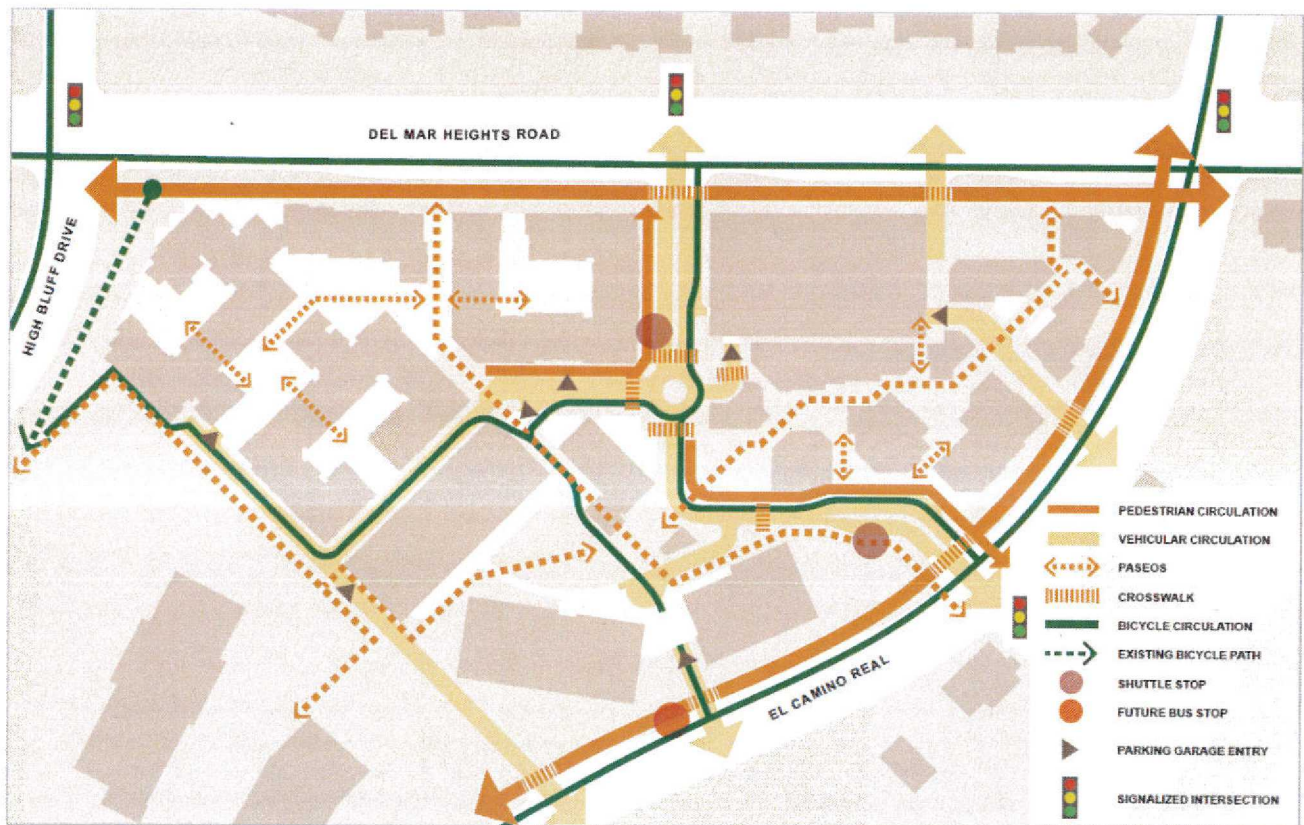 DEL MAR HEIGHTS ROAD
HIGH BLUFF DRIVE
EL CAMINO REAL
PEDESTRIAN CIRCULATION
VEHICULAR CIRCULATION
PASEOS
CROSSWALK
BICYCLE CIRCULATION
EXISTING BICYCLE PATH
SHUTTLE STOP
FUTURE BUS STOP
PARKING GARAGE ENTRY
SIGNALIZED INTERSECTION